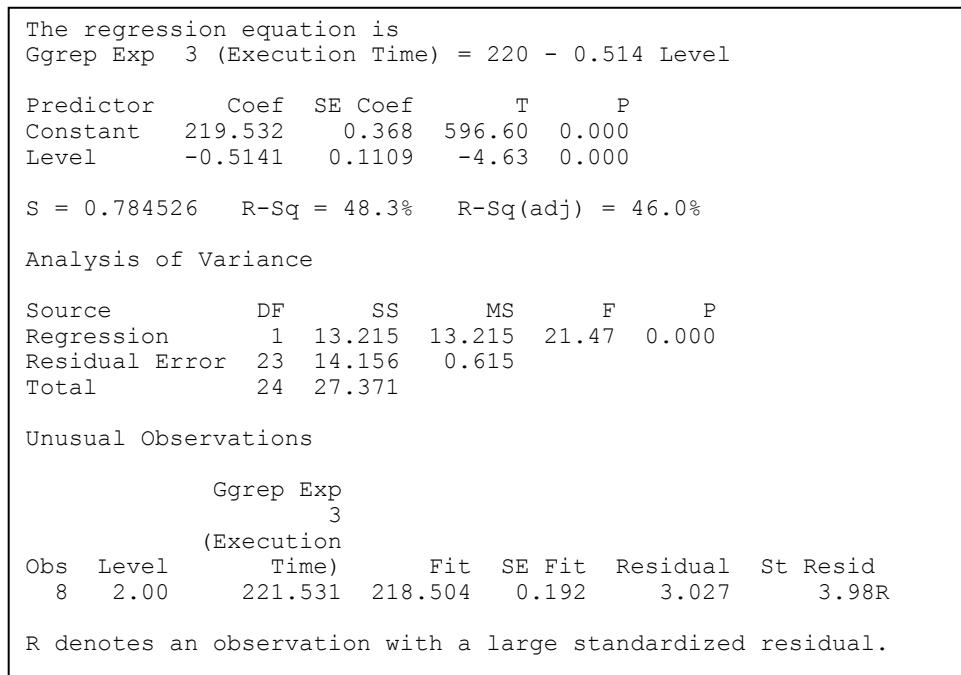 The regression equation is
Ggrep Exp  3 (Execution Time) = 220 - 0.514 Level
Predictor     Coef  SE Coef       T      P
Constant   219.532    0.368  596.60  0.000
Level      -0.5141   0.1109   -4.63  0.000
S = 0.784526   R-Sq = 48.3%   R-Sq(adj) = 46.0%
Analysis of Variance
Source          DF      SS      MS      F      P
Regression       1  13.215  13.215  21.47  0.000
Residual Error  23  14.156   0.615
Total           24  27.371
Unusual Observations
Ggrep Exp
3
(Execution
Obs  Level      Time)      Fit  SE Fit  Residual  St Resid
8   2.00    221.531  218.504   0.192     3.027     3.98R
R denotes an observation with a large standardized residual.